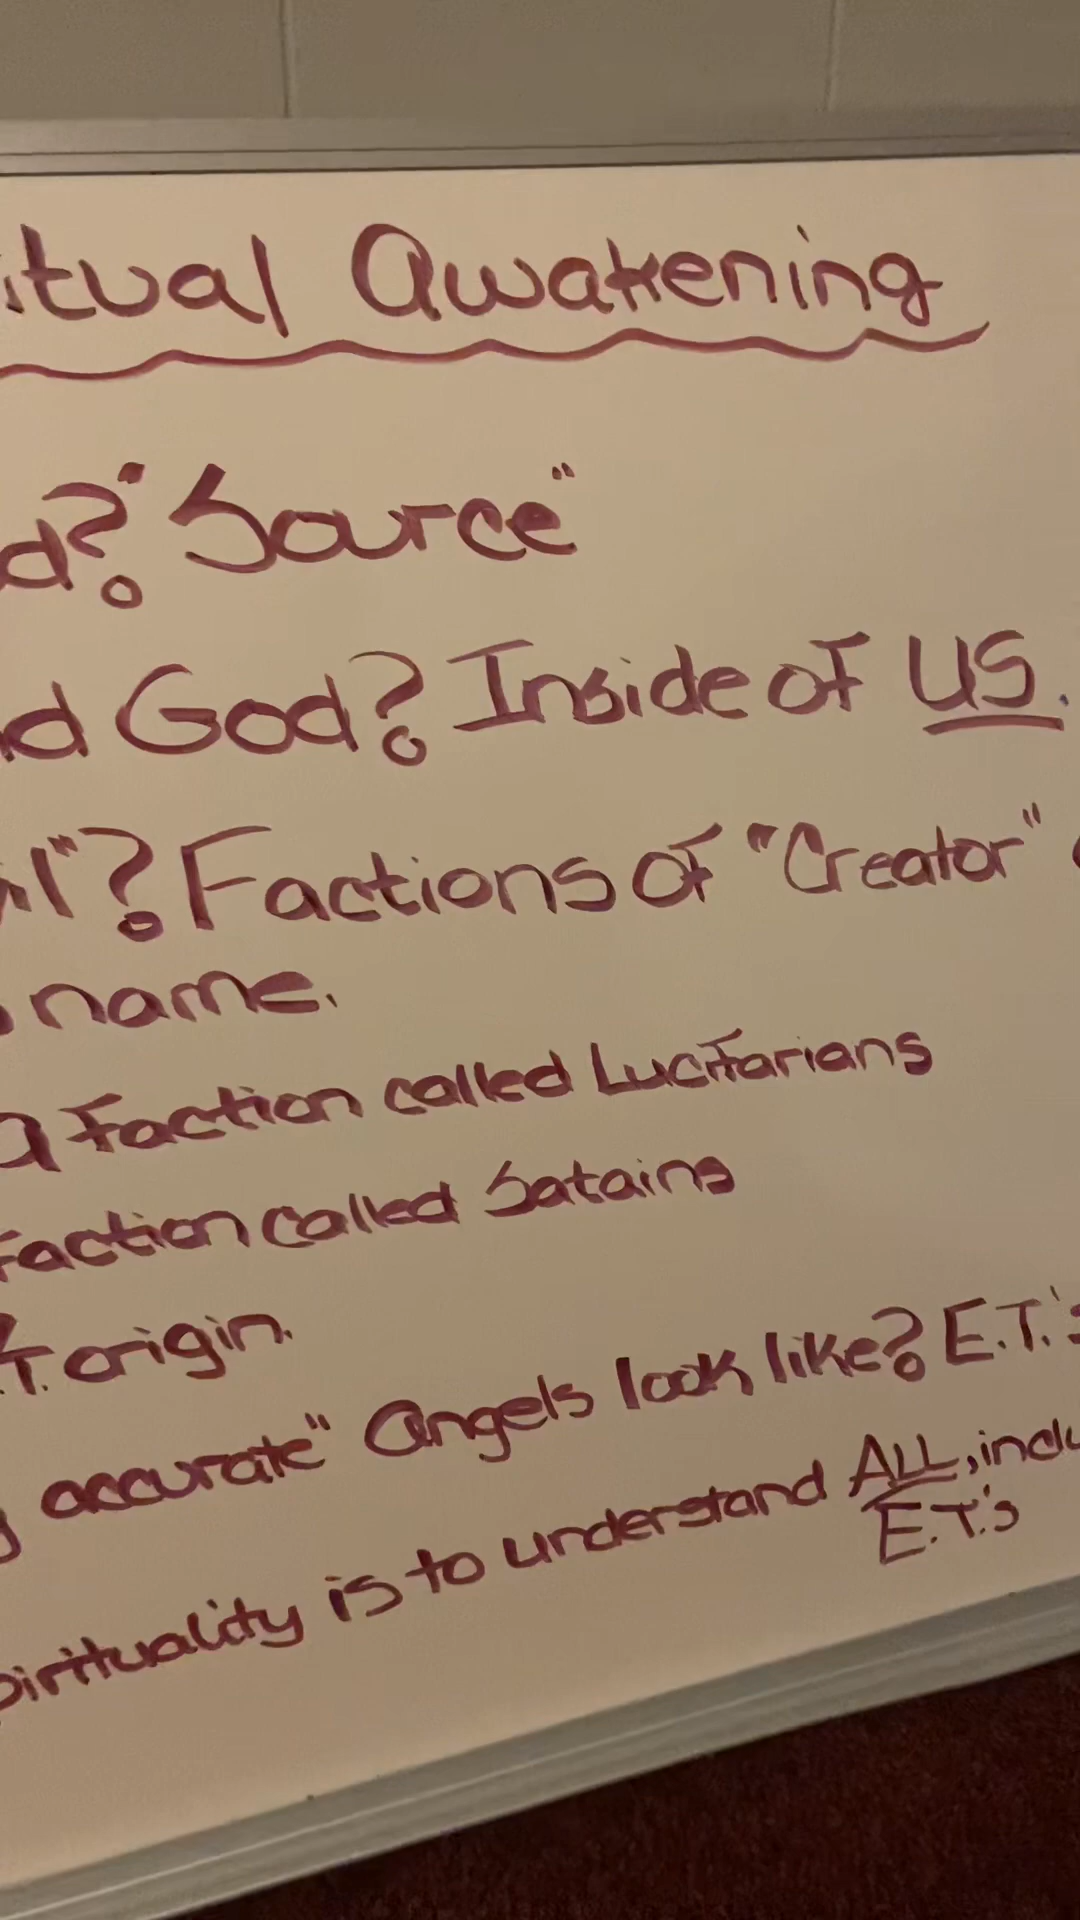 itual Awakening
d? "Source"
d God? Inside of US.
il"? Factions of "Creator"
name.
a Faction called Lucifarians
Faction called Satains
.T. origin.
accurate" Angels look like? E.T.'s
pirituality is to understand ALL, inclu
E.T.'s